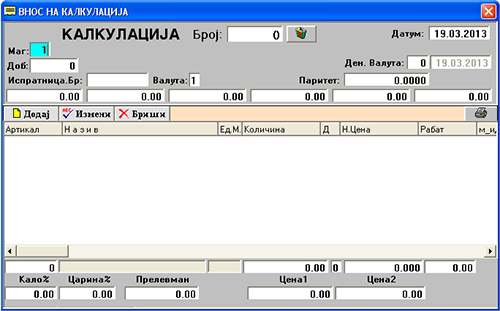 ВНОС НА КАЛКУЛАЦИЈА
КАЛКУЛАЦИЈА Број: 0 Датум: 19.03.2013
Маг: 1
Доб: 0 Ден. Валута: 0 19.03.2013
Испратница.Бр: Валута: 1 Паритет: 0.0000
0.00 0.00 0.00 0.00 0.00 0.00
Додај Измени Бриши
Артикал Н а з и в Ед.М. Количина Д Н.Цена Рабат м_и,
0 0.00 0 0.000 0.00
Кало% Царина% Прелевман Цена1 Цена2
0.00 0.00 0.00 0.00 0.00